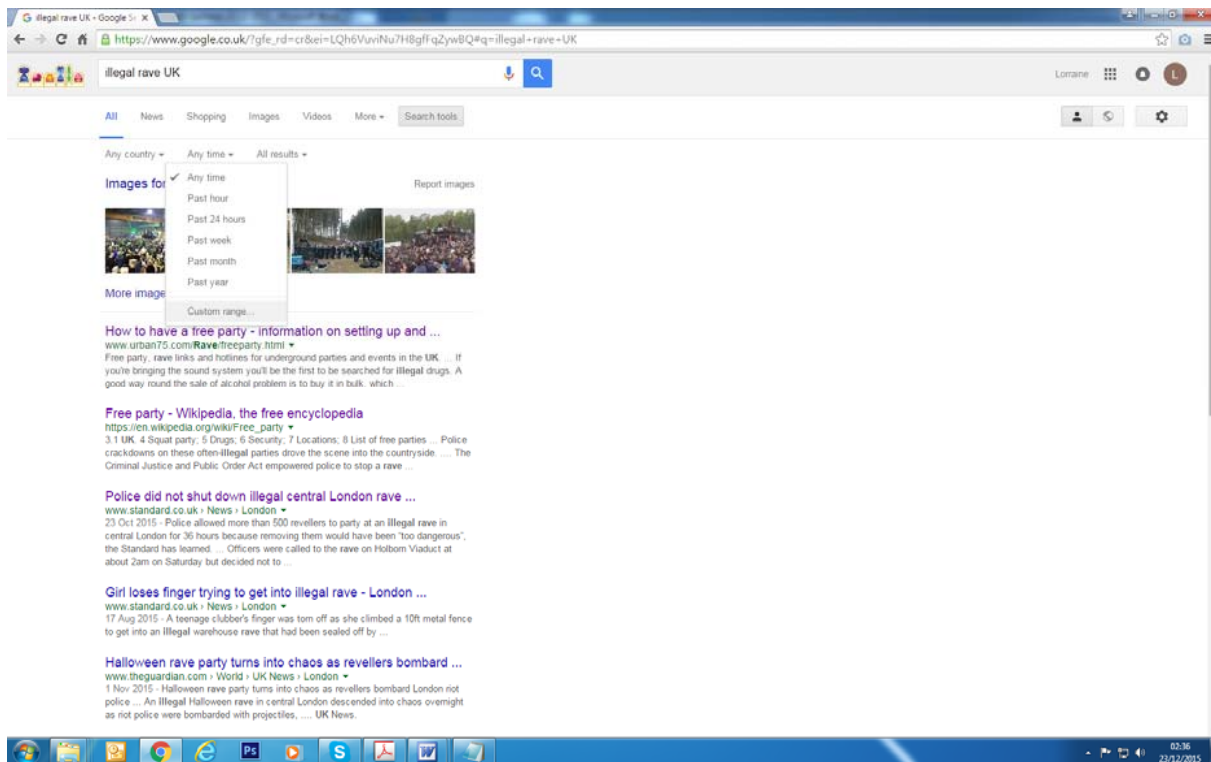 illegal rave UK - Google Se
https://www.google.co.uk/?gfe_rd=cr&ei=LQh6VuviNu7H8gfFqZywBQ#q=illegal+rave+UK
illegal rave UK
Lorraine
L
All News Shopping Images Videos More Search tools
Any country Any time All results
Any time
Past hour
Past 24 hours
Past week
Past month
Past year
Custom range...
Images for
Report images
More image
How to have a free party - information on setting up and ...
www.urban75.com/Rave/freeparty.html
Free party, rave links and hotlines for underground parties and events in the UK. ... If
you're bringing the sound system you'll be the first to be searched for illegal drugs. A
good way round the sale of alcohol problem is to buy it in bulk. which ...
Free party - Wikipedia, the free encyclopedia
https://en.wikipedia.org/wiki/Free_party
3.1 UK. 4 Squat party; 5 Drugs; 6 Security; 7 Locations; 8 List of free parties ... Police
crackdowns on these often-illegal parties drove the scene into the countryside. .... The
Criminal Justice and Public Order Act empowered police to stop a rave ...
Police did not shut down illegal central London rave ...
www.standard.co.uk › News › London
23 Oct 2015 - Police allowed more than 500 revellers to party at an illegal rave in
central London for 36 hours because removing them would have been "too dangerous",
the Standard has learned. ... Officers were called to the rave on Holborn Viaduct at
about 2am on Saturday but decided not to ...
Girl loses finger trying to get into illegal rave - London ...
www.standard.co.uk › News › London
17 Aug 2015 - A teenage clubber's finger was torn off as she climbed a 10ft metal fence
to get into an illegal warehouse rave that had been sealed off by ...
Halloween rave party turns into chaos as revellers bombard ...
www.theguardian.com › World › UK News › London
1 Nov 2015 - Halloween rave party turns into chaos as revellers bombard London riot
police ... An illegal Halloween rave in central London descended into chaos overnight
as riot police were bombarded with projectiles, .... UK News.
Ps
S
W
02:36
23/12/2015